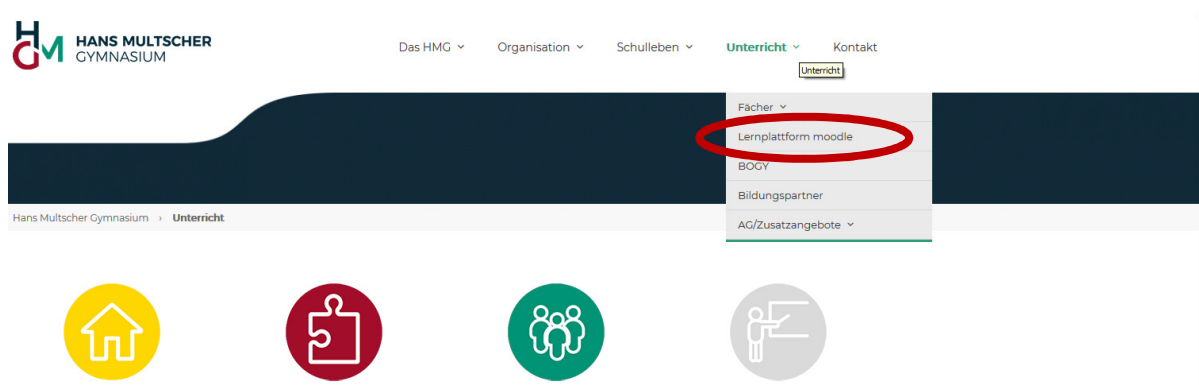 HGM
HANS MULTSCHER
GYMNASIUM
Das HMG Organisation Schulleben Unterricht Kontakt
Unterricht
Fächer
Lernplattform moodle
BOGY
Bildungspartner
AG/Zusatzangebote
Hans Multscher Gymnasium › Unterricht